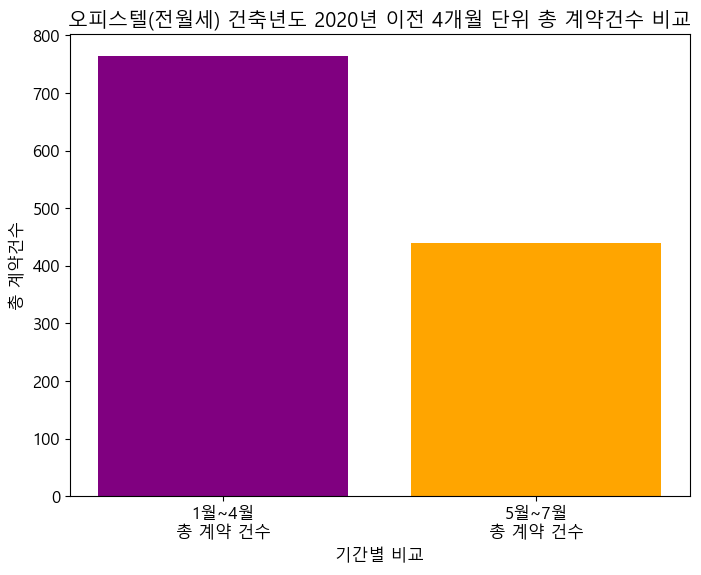 오피스텔(전월세) 건축년도 2020년 이전 4개월 단위 총 계약건수 비교
800
700
600
500
400
300
200
100
0
총 계약건수
1월~4월
총 계약 건수
5월~7월
총 계약 건수
기간별 비교